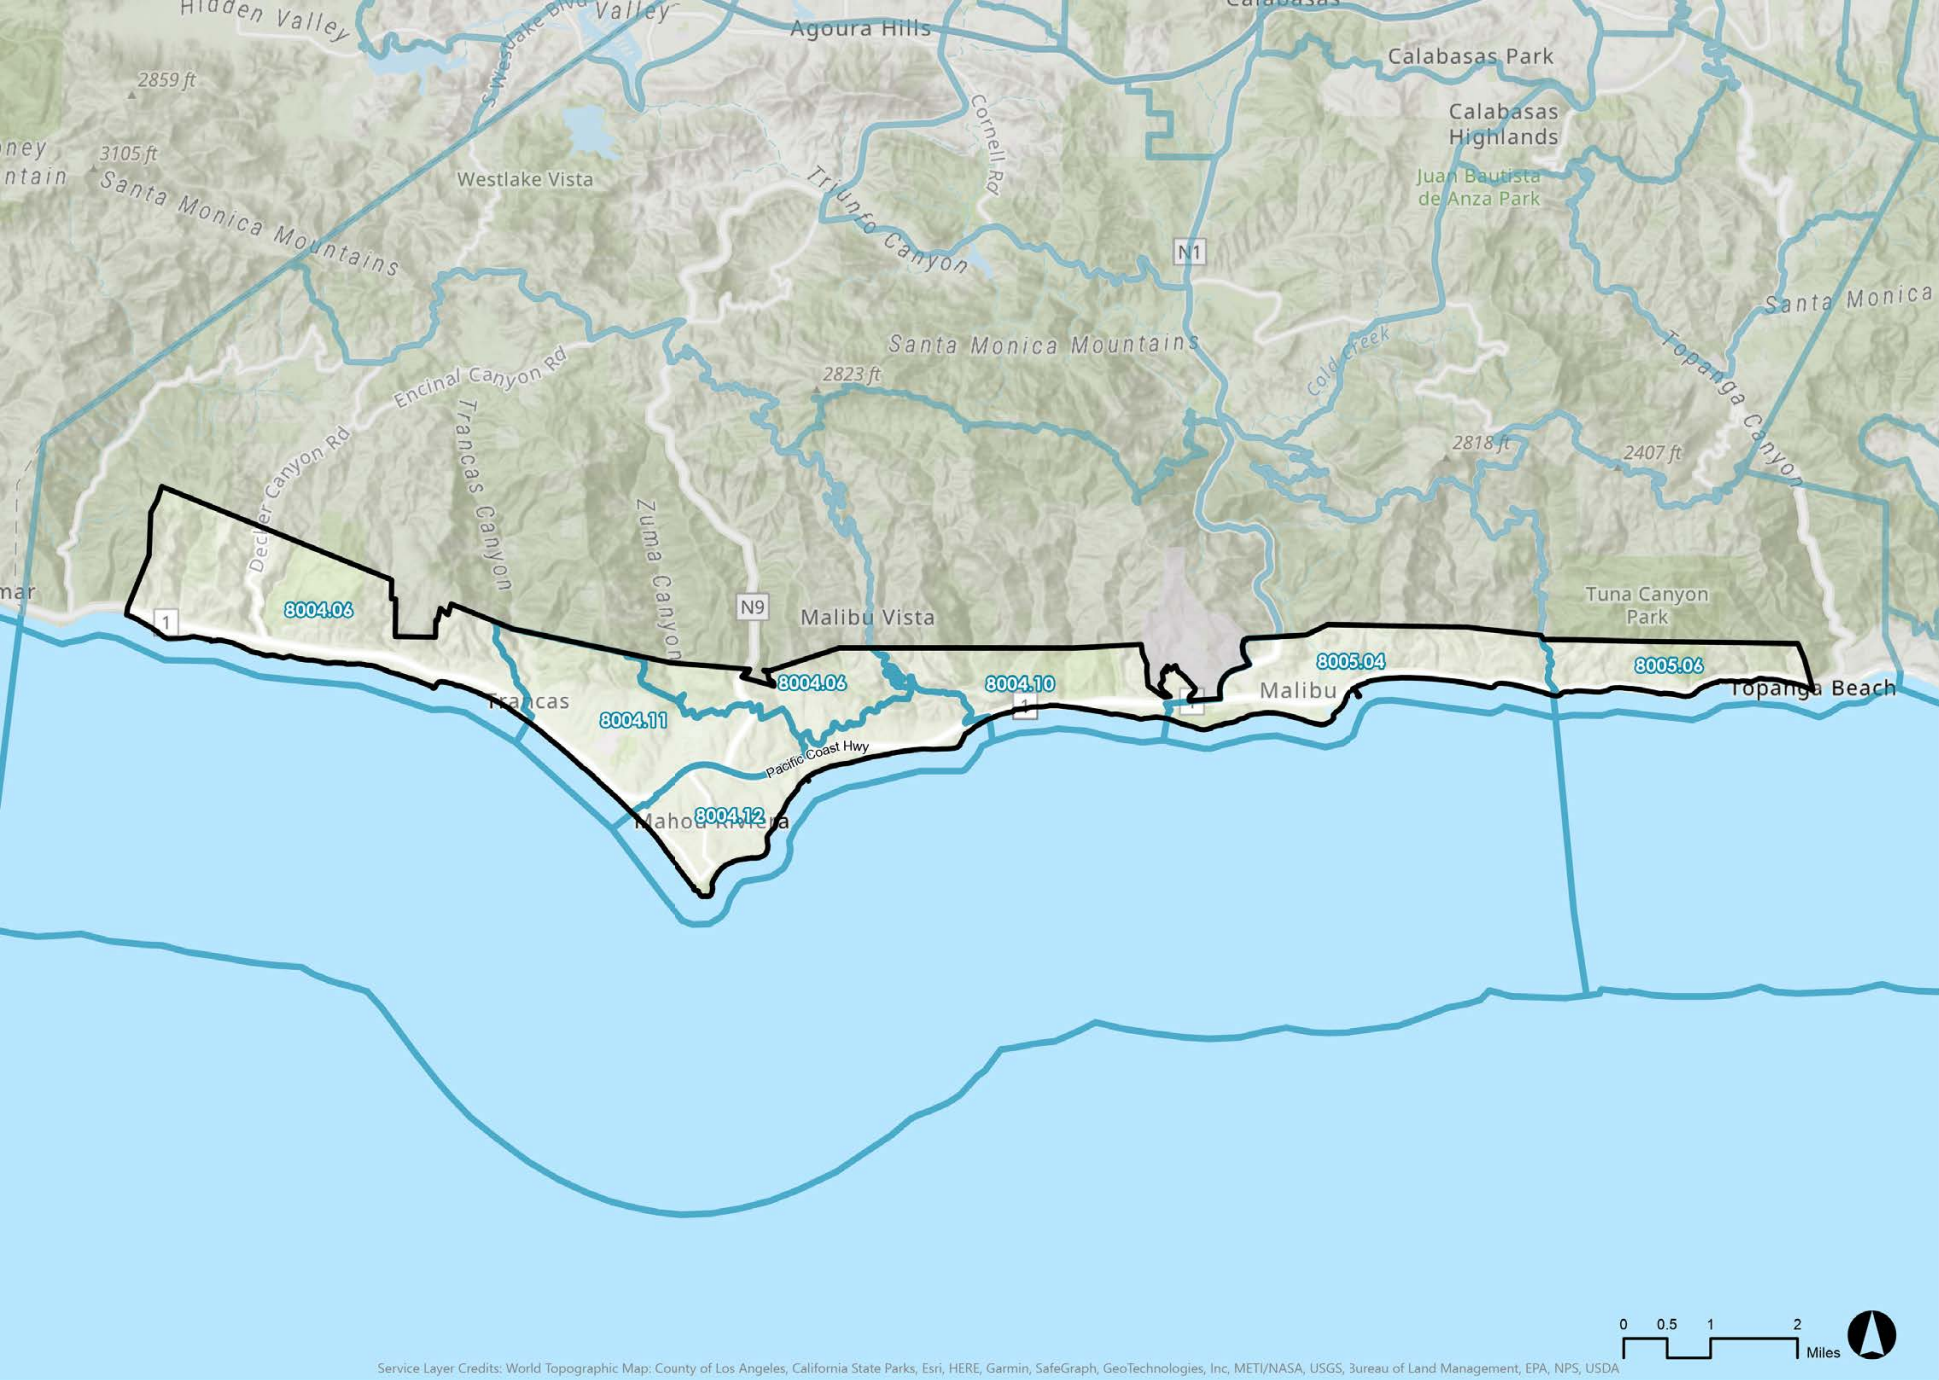 Hidden Valley
S Westlake Blvd
Valley
Agoura Hills
Calabasas
Calabasas Park
2859 ft
Calabasas
Highlands
Cornell Rd
3105 ft
Westlake Vista
Juan Bautista
de Anza Park
Santa Monica Mountains
Triunfo Canyon
N1
Santa Monica
Santa Monica Mountains
Cold Creek
Topanga Canyon
Encinal Canyon Rd
2823 ft
Trancas Canyon
Decker Canyon Rd
2818 ft
2407 ft
Zuma Canyon
Tuna Canyon
Park
8004.06
1
N9
Malibu Vista
8004.06
8004.10
8005.04
8005.06
Trancas
8004.11
1
1
Malibu
Topanga Beach
Pacific Coast Hwy
8004.12
Mahou Riviera
0 0.5 1 2
Miles
Service Layer Credits: World Topographic Map: County of Los Angeles, California State Parks, Esri, HERE, Garmin, SafeGraph, GeoTechnologies, Inc, METI/NASA, USGS, Bureau of Land Management, EPA, NPS, USDA